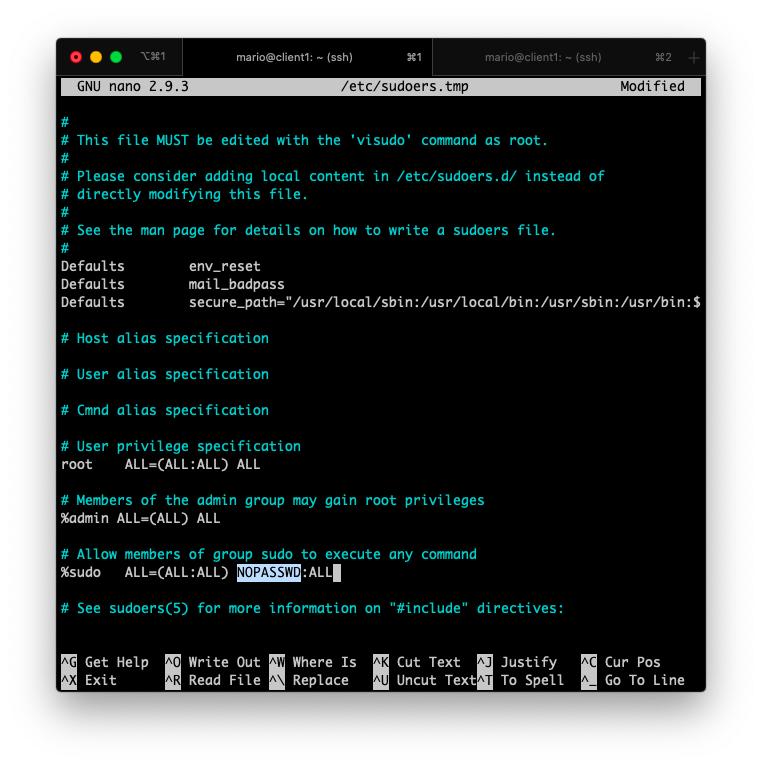 ⌥⌘1 mario@client1: ~ (ssh) ⌘1 mario@client1: ~ (ssh) ⌘2 +
GNU nano 2.9.3 /etc/sudoers.tmp Modified
#
# This file MUST be edited with the 'visudo' command as root.
#
# Please consider adding local content in /etc/sudoers.d/ instead of
# directly modifying this file.
#
# See the man page for details on how to write a sudoers file.
#
Defaults env_reset
Defaults mail_badpass
Defaults secure_path="/usr/local/sbin:/usr/local/bin:/usr/sbin:/usr/bin:$
# Host alias specification
# User alias specification
# Cmnd alias specification
# User privilege specification
root ALL=(ALL:ALL) ALL
# Members of the admin group may gain root privileges
%admin ALL=(ALL) ALL
# Allow members of group sudo to execute any command
%sudo ALL=(ALL:ALL) NOPASSWD:ALL
# See sudoers(5) for more information on "#include" directives:
^G Get Help ^O Write Out ^W Where Is ^K Cut Text ^J Justify ^C Cur Pos
^X Exit ^R Read File ^\ Replace ^U Uncut Text ^T To Spell ^_ Go To Line